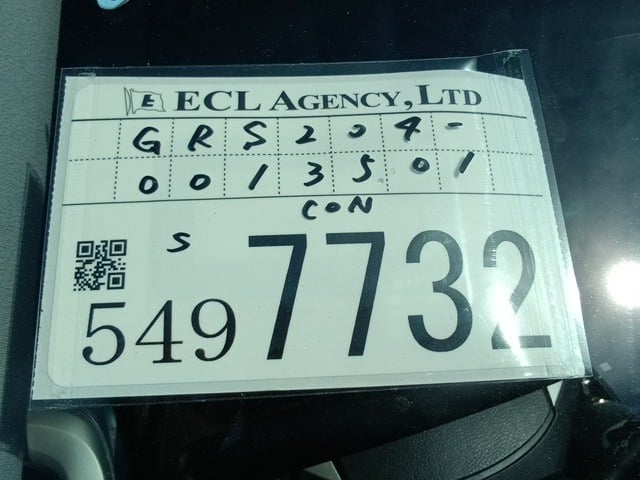 E ECL AGENCY, LTD
GRS204-
0013501
CON
S
5497732